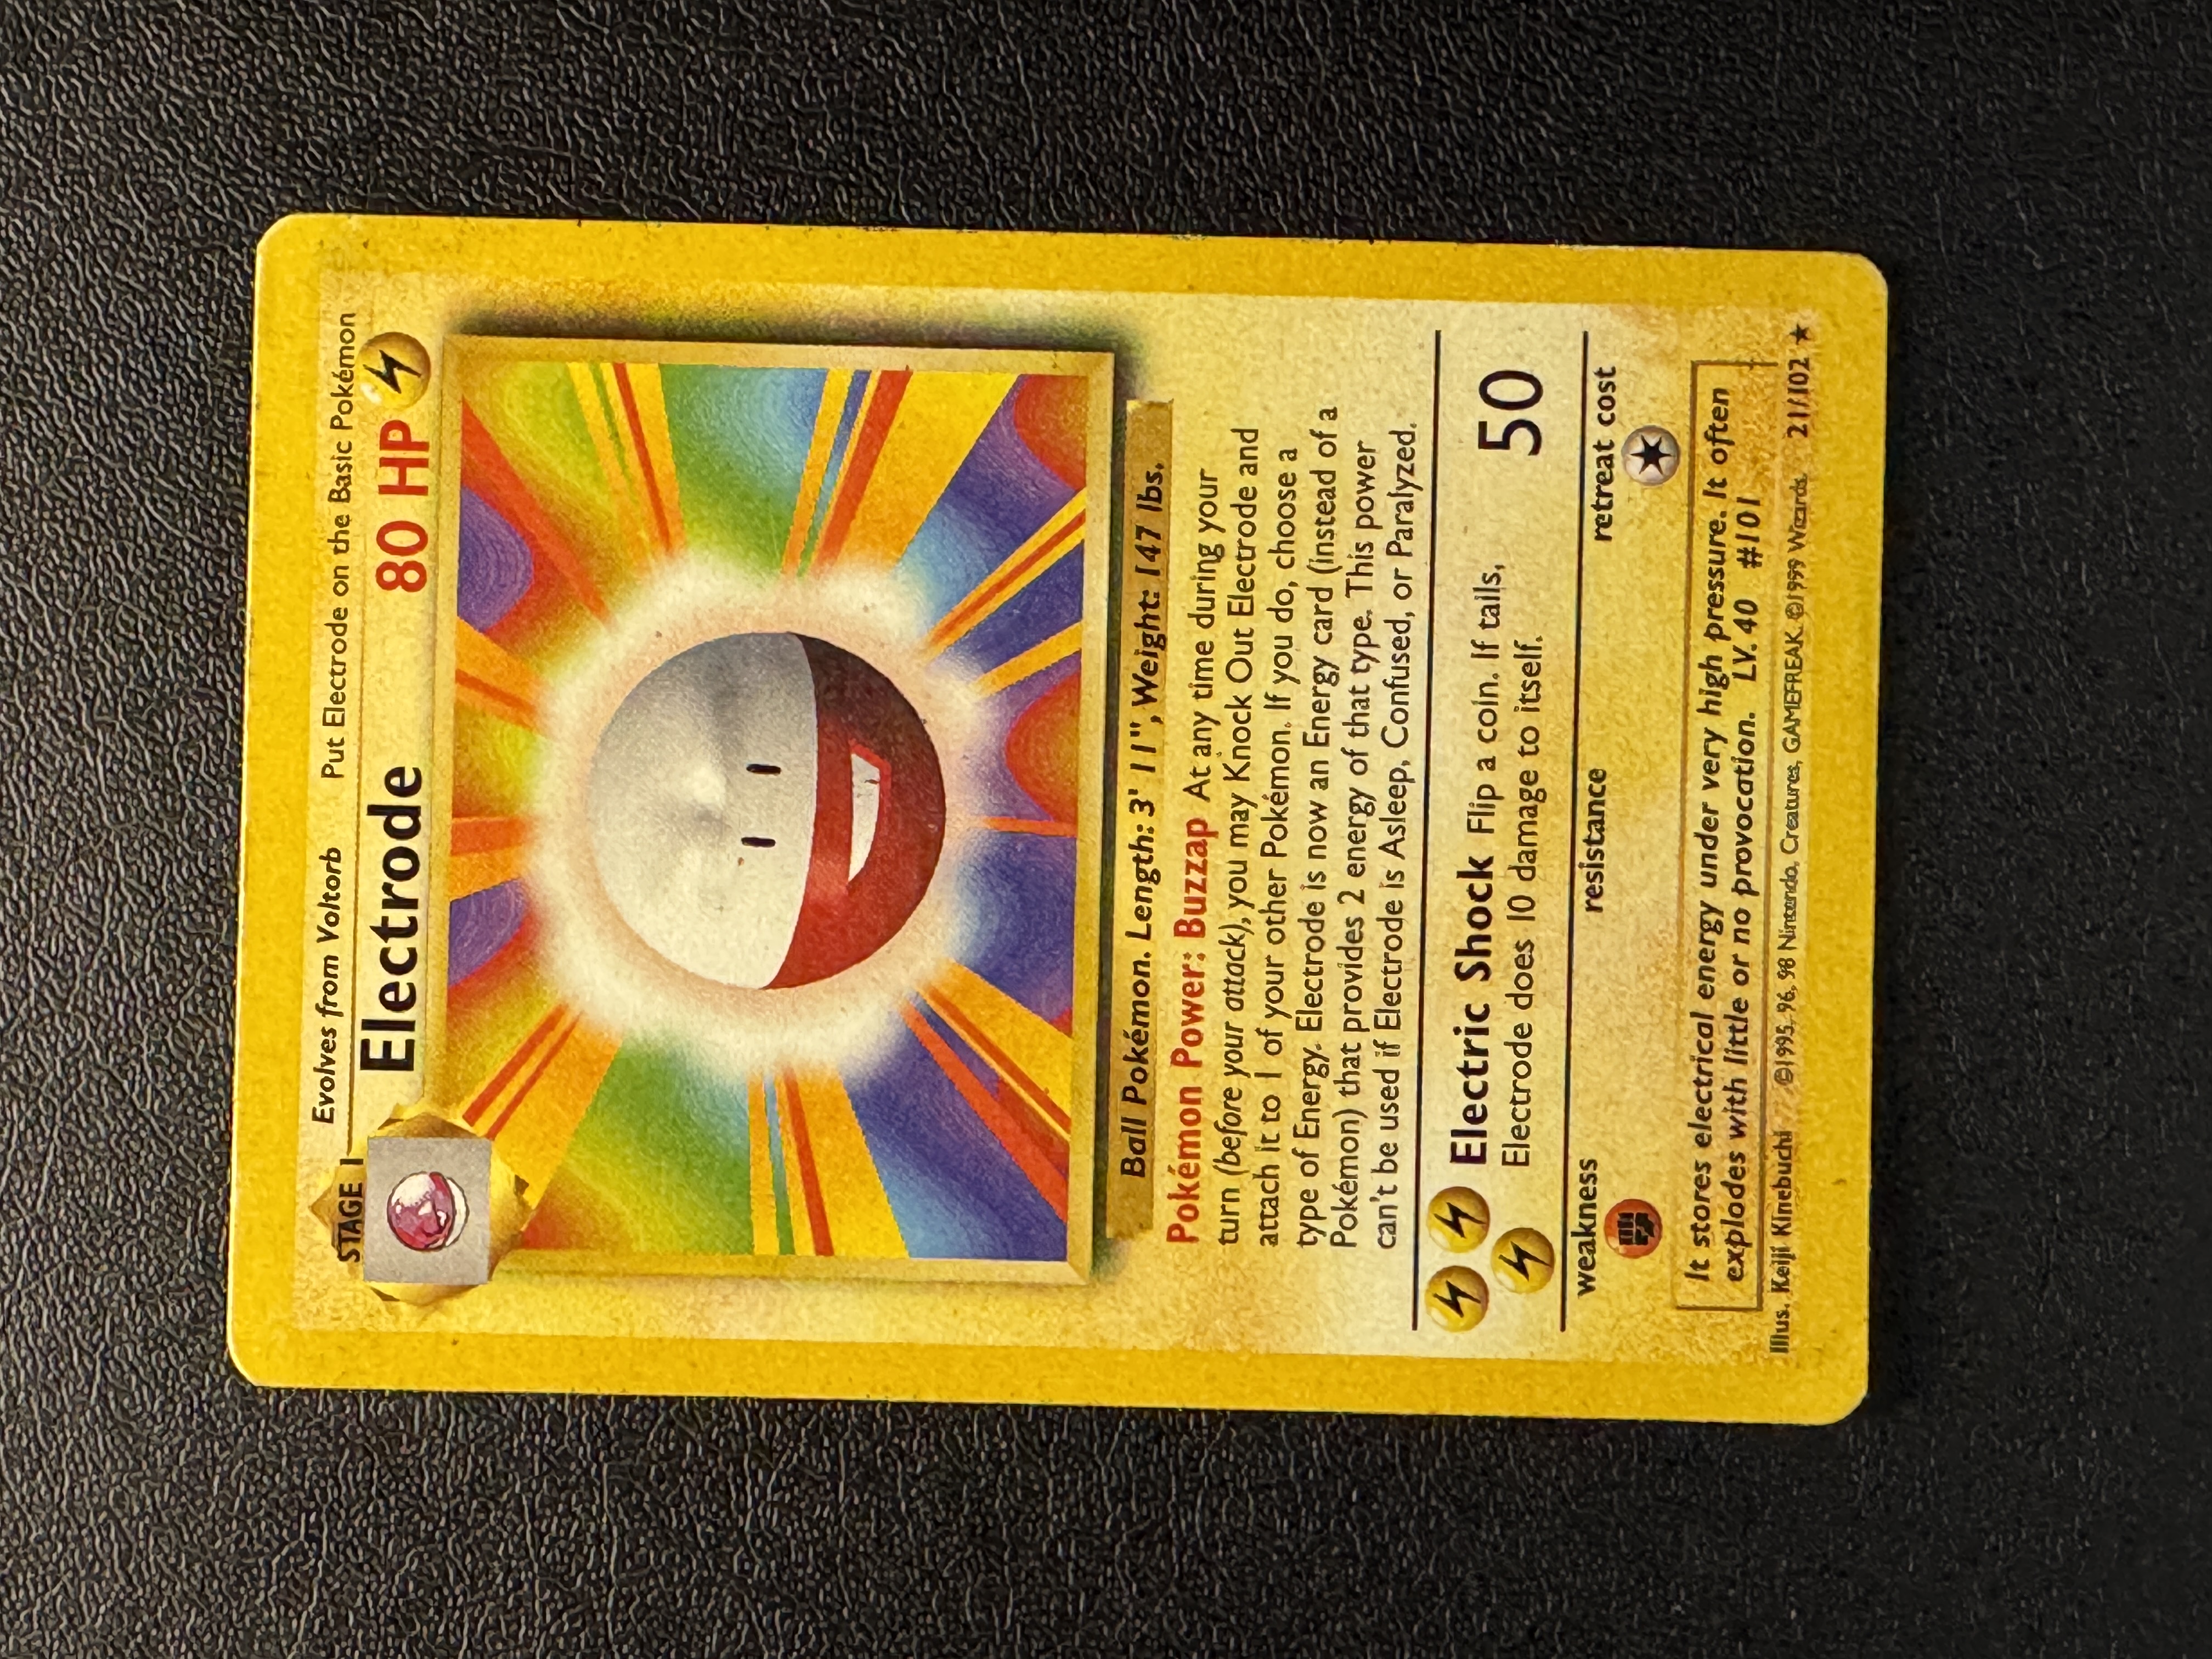 STAGE 1 Evolves from Voltorb Put Electrode on the Basic Pokémon
Electrode 80 HP
Ball Pokémon. Length: 3' 11", Weight: 147 lbs.
Pokémon Power: Buzzap At any time during your
turn (before your attack), you may Knock Out Electrode and
attach it to 1 of your other Pokémon. If you do, choose a
type of Energy. Electrode is now an Energy card (instead of a
Pokémon) that provides 2 energy of that type. This power
can't be used if Electrode is Asleep, Confused, or Paralyzed.
Electric Shock Flip a coin. If tails,
Electrode does 10 damage to itself.
50
weakness resistance retreat cost
It stores electrical energy under very high pressure. It often
explodes with little or no provocation. LV. 40 #101
Illus. Keiji Kinebuchi ©1995, 96, 98 Nintendo, Creatures, GAMEFREAK. ©1999 Wizards. 21/102 ★